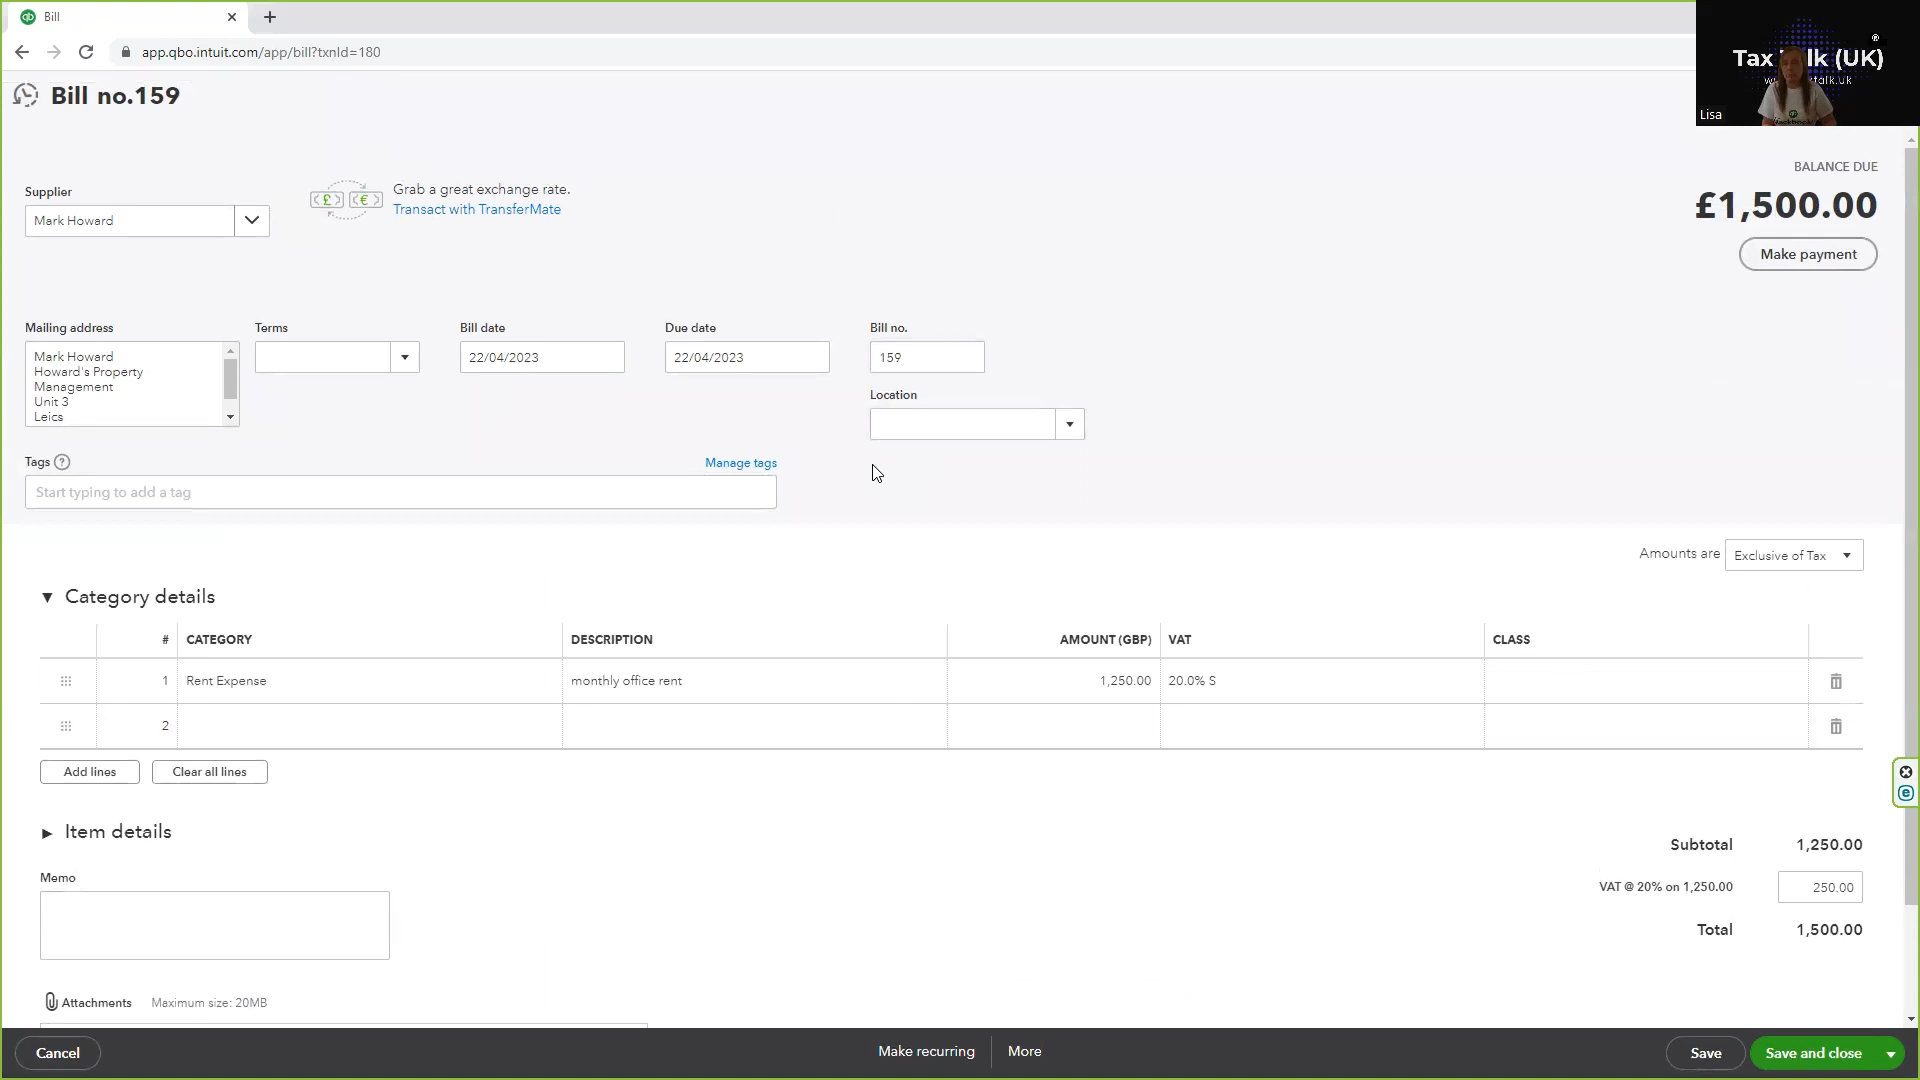 Bill
app.qbo.intuit.com/app/bill?txnId=180
Tax lk (UK)
®
Lisa
Bill no.159
BALANCE DUE
£1,500.00
Make payment
Supplier
Mark Howard
Grab a great exchange rate.
Transact with TransferMate
Mailing address
Mark Howard
Howard's Property
Management
Unit 3
Leics
Terms
Bill date
22/04/2023
Due date
22/04/2023
Bill no.
159
Location
Tags ?
Manage tags
Start typing to add a tag
Amounts are Exclusive of Tax
Category details
# CATEGORY DESCRIPTION AMOUNT (GBP) VAT CLASS
1 Rent Expense monthly office rent 1,250.00 20.0% S
2
Add lines Clear all lines
Item details
Subtotal 1,250.00
Memo
VAT @ 20% on 1,250.00 250.00
Total 1,500.00
Attachments Maximum size: 20MB
Cancel Make recurring More Save Save and close